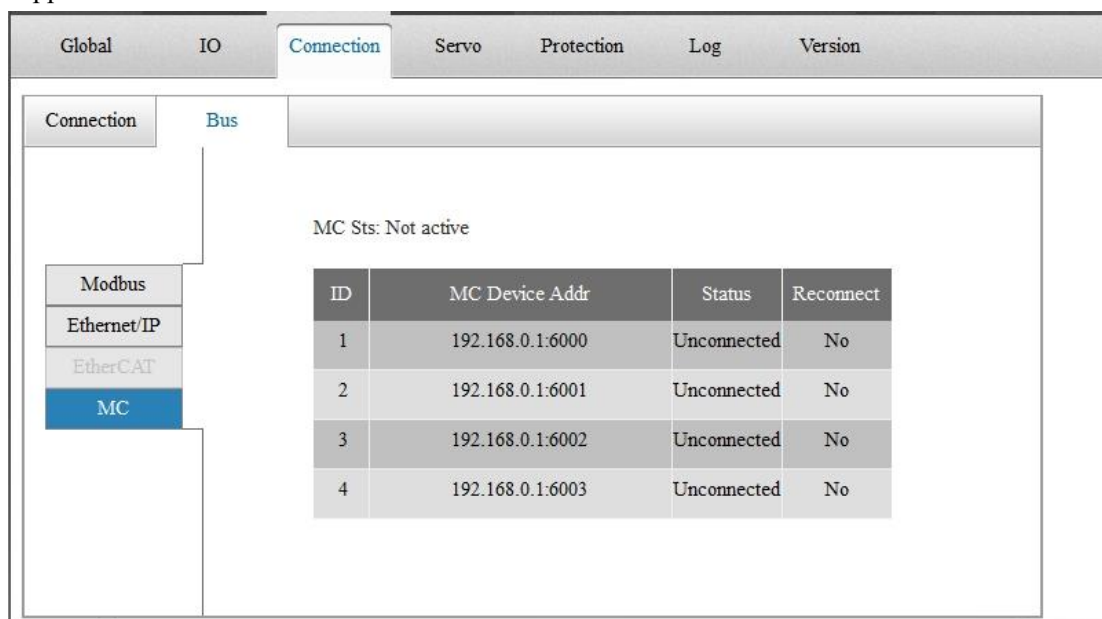 Global IO Connection Servo Protection Log Version
Connection Bus
MC Sts: Not active
Modbus
Ethernet/IP
EtherCAT
MC
ID MC Device Addr Status Reconnect
1 192.168.0.1:6000 Unconnected No
2 192.168.0.1:6001 Unconnected No
3 192.168.0.1:6002 Unconnected No
4 192.168.0.1:6003 Unconnected No